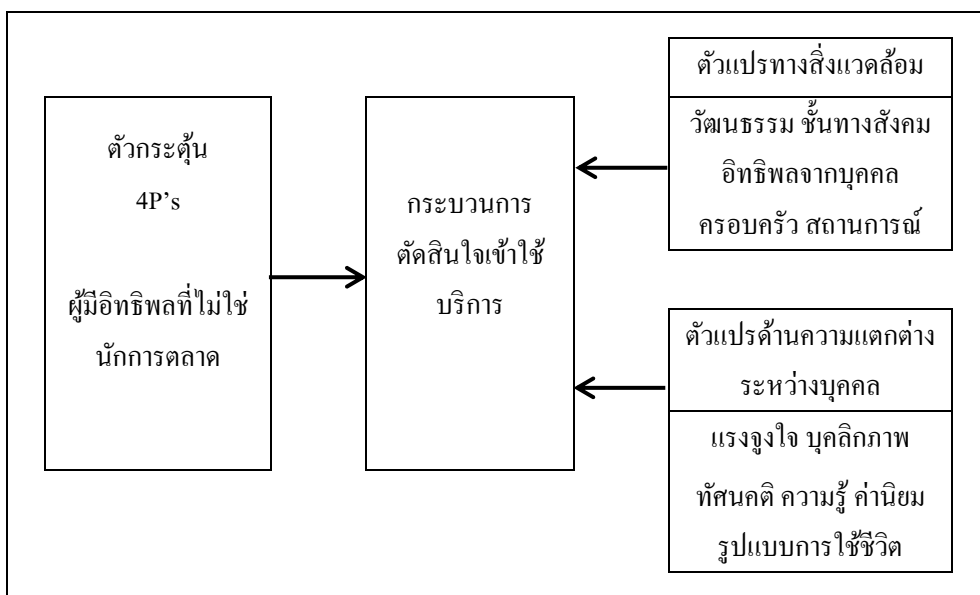 ตัวกระตุ้น
4P's
ผู้มีอิทธิพลที่ไม่ใช่
นักการตลาด
กระบวนการ
ตัดสินใจเข้าใช้
บริการ
ตัวแปรทางสิ่งแวดล้อม
วัฒนธรรม ชั้นทางสังคม
อิทธิพลจากบุคคล
ครอบครัว สถานการณ์
ตัวแปรด้านความแตกต่าง
ระหว่างบุคคล
แรงจูงใจ บุคลิกภาพ
ทัศนคติ ความรู้ ค่านิยม
รูปแบบการใช้ชีวิต